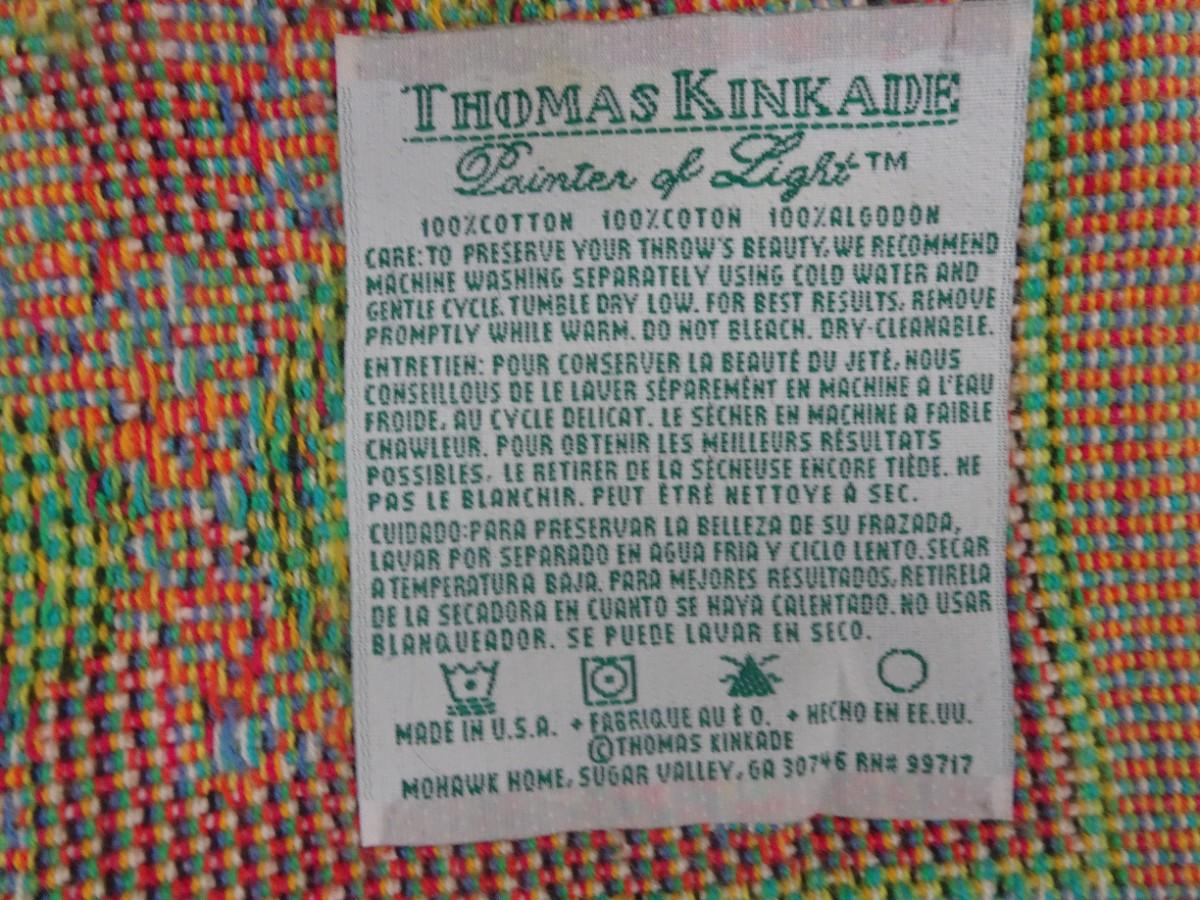 THOMAS KINKADE
Painter of Light™
100%COTTON 100%COTON 100%ALGODON
CARE: TO PRESERVE YOUR THROW'S BEAUTY, WE RECOMMEND
MACHINE WASHING SEPARATELY USING COLD WATER AND
GENTLE CYCLE. TUMBLE DRY LOW. FOR BEST RESULTS, REMOVE
PROMPTLY WHILE WARM. DO NOT BLEACH. DRY-CLEANABLE.
ENTRETIEN: POUR CONSERVER LA BEAUTÉ DU JETÉ, NOUS
CONSEILLOUS DE LE LAVER SÉPARÉMENT EN MACHINE A L'EAU
FROIDE, AU CYCLE DELICAT. LE SÉCHER EN MACHINE A FAIBLE
CHAWLEUR. POUR OBTENIR LES MEILLEURS RÉSULTATS
POSSIBLES, LE RETIRER DE LA SÉCHEUSE ENCORE TIÉDE. NE
PAS LE BLANCHIR. PEUT ÉTRÉ NETTOYE Á SEC.
CUIDADO: PARA PRESERVAR LA BELLEZA DE SU FRAZADA,
LAVAR POR SEPARADO EN AGUA FRIA Y CICLO LENTO. SECAR
A TEMPERATURA BAJA. PARA MEJORES RESULTADOS, RETIRELA
DE LA SECADORA EN CUANTO SE HAYA CALENTADO. NO USAR
BLANQUEADOR. SE PUEDE LAVAR EN SECO.
MADE IN U.S.A. + FABRIQUE AU É O. + HECHO EN EE.UU.
©THOMAS KINKADE
MOHAWK HOME, SUGAR VALLEY, GA 30746 RN# 99717